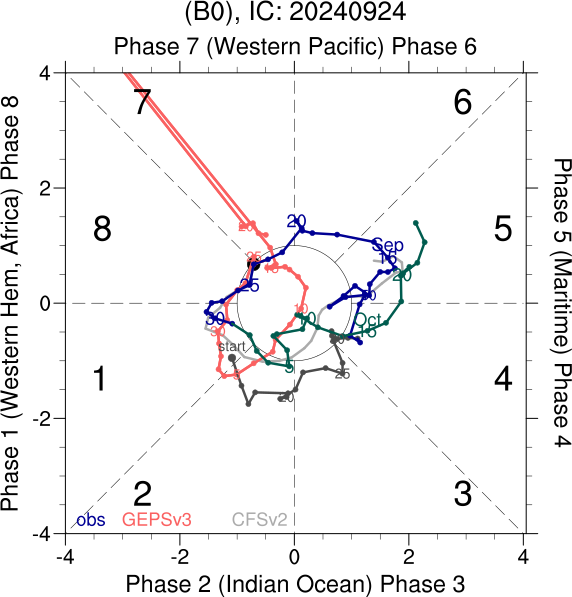 (B0), IC: 20240924
Phase 7 (Western Pacific) Phase 6
4
7
6
2
8
5
20
Sep
15
20
25
0
30
10
Oct
15
start
5
25
20
1
4
-2
2
3
obs
GEPSv3
CFSv2
-4
-4
-2
0
2
4
Phase 2 (Indian Ocean) Phase 3
Phase 1 (Western Hem, Africa) Phase 8
Phase 5 (Maritime) Phase 4